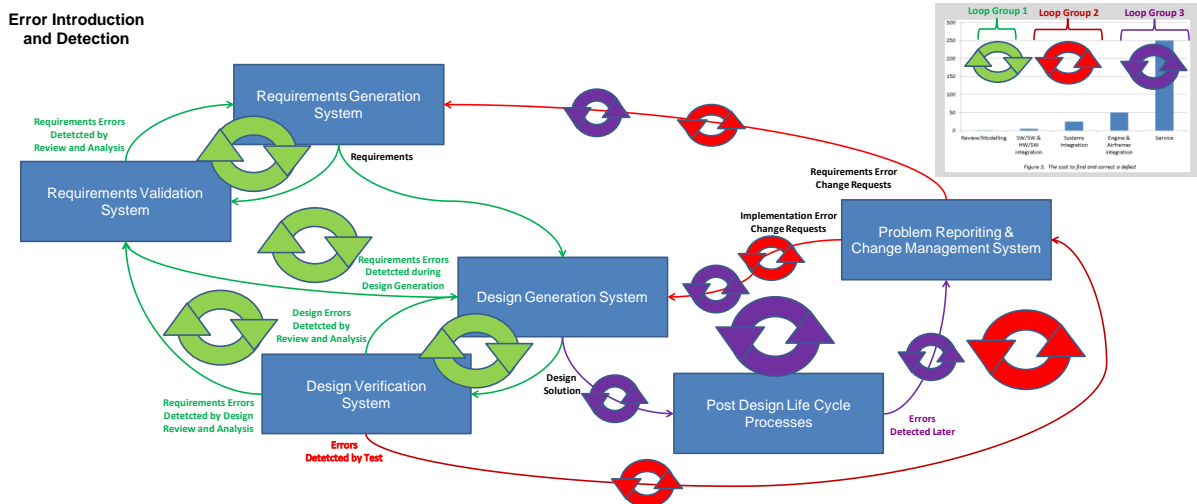 Error Introduction
and Detection
Loop Group 1
Loop Group 2
Loop Group 3
300
250
200
150
100
50
0
Review/Modelling
SW/SW &
HW/SW
integration
Systems
Integration
Engine &
Airframer
integration
Service
Figure 5. The cost to find and correct a defect
Requirements Generation
System
Requirements Errors
Detetcted by
Review and Analysis
Requirements
Requirements Validation
System
Requirements Error
Change Requests
Implementation Error
Change Requests
Problem Reporting &
Change Management System
Requirements Errors
Detetcted during
Design Generation
Design Generation System
Design Errors
Detetcted by
Review and Analysis
Design Verification
System
Design
Solution
Post Design Life Cycle
Processes
Requirements Errors
Detetcted by Design
Review and Analysis
Errors
Detected Later
Errors
Detetcted by Test